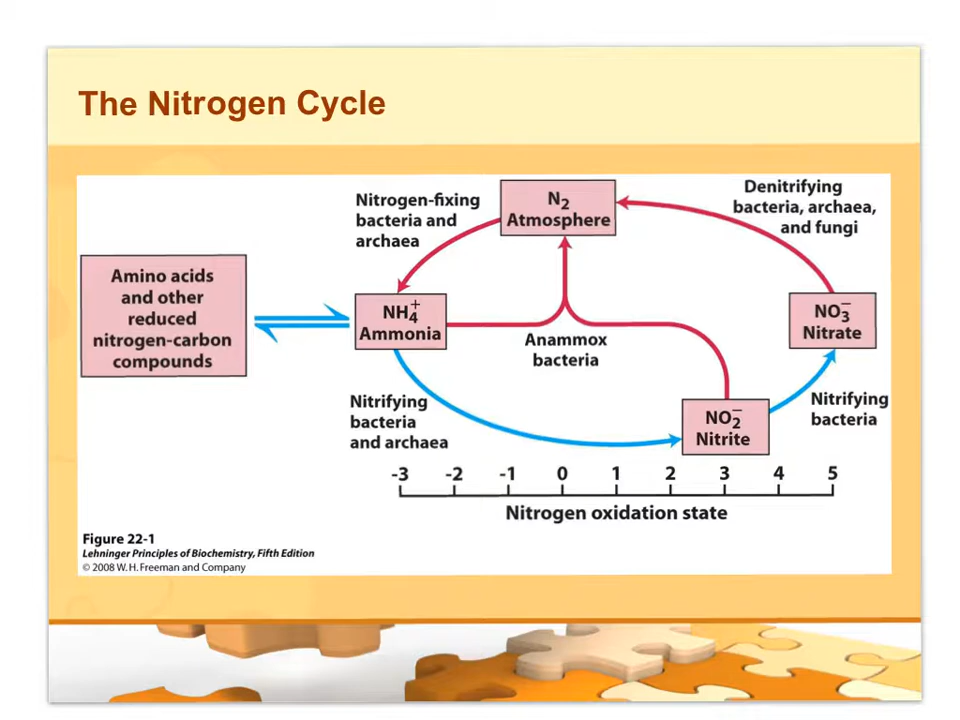 The Nitrogen Cycle
Nitrogen-fixing
bacteria and
archaea
N₂
Atmosphere
Denitrifying
bacteria, archaea,
and fungi
Amino acids
and other
reduced
nitrogen-carbon
compounds
NH₄⁺
Ammonia
Anammox
bacteria
NO₃⁻
Nitrate
Nitrifying
bacteria
and archaea
NO₂⁻
Nitrite
Nitrifying
bacteria
-3 -2 -1 0 1 2 3 4 5
Nitrogen oxidation state
Figure 22-1
Lehninger Principles of Biochemistry, Fifth Edition
© 2008 W. H. Freeman and Company